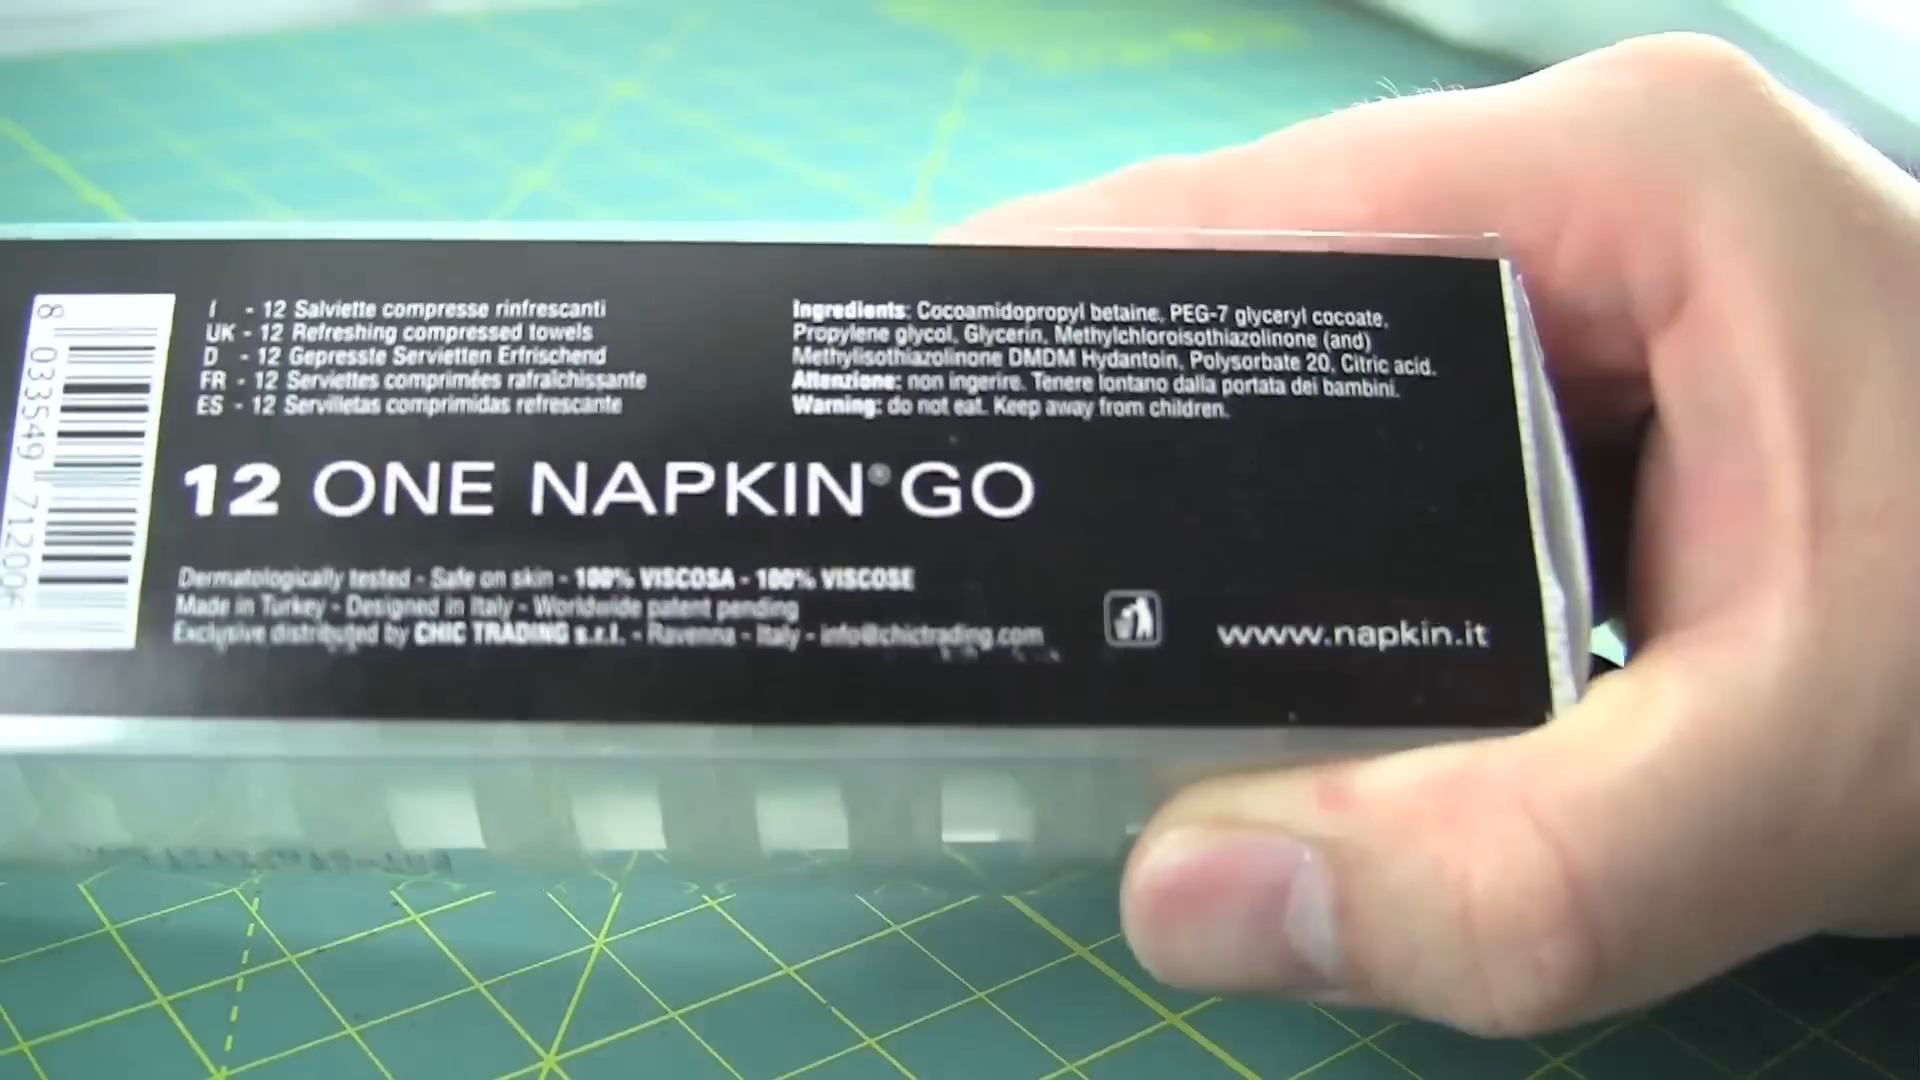 I - 12 Salviette compresse rinfrescanti
UK - 12 Refreshing compressed towels
D - 12 Gepresste Servietten Erfrischend
FR - 12 Serviettes comprimées rafraîchissante
ES - 12 Servilletas comprimidas refrescante
Ingredients: Cocoamidopropyl betaine, PEG-7 glyceryl cocoate,
Propylene glycol, Glycerin, Methylchloroisothiazolinone (and)
Methylisothiazolinone DMDM Hydantoin, Polysorbate 20, Citric acid.
Attenzione: non ingerire. Tenere lontano dalla portata dei bambini.
Warning: do not eat. Keep away from children.
12 ONE NAPKIN® GO
Dermatologically tested - Safe on skin - 100% VISCOSA - 100% VISCOSE
Made in Turkey - Designed in Italy - Worldwide patent pending
Exclusive distributed by CHIC TRADING s.r.l. - Ravenna - Italy - info@chictrading.com
www.napkin.it
8 033549 712006